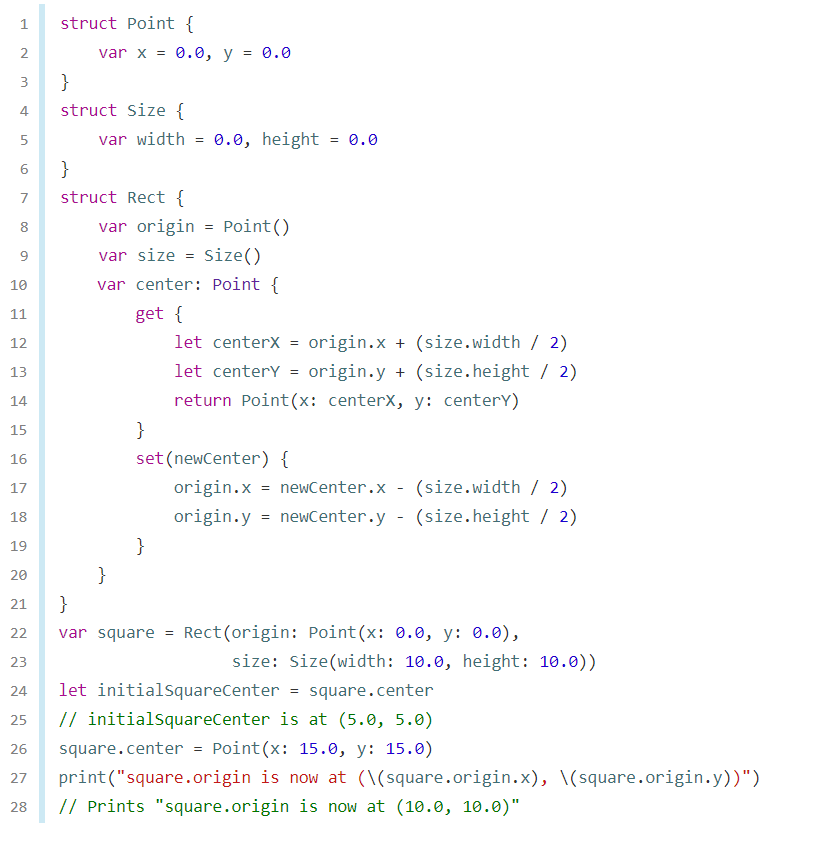 1 struct Point {
2     var x = 0.0, y = 0.0
3 }
4 struct Size {
5     var width = 0.0, height = 0.0
6 }
7 struct Rect {
8     var origin = Point()
9     var size = Size()
10     var center: Point {
11         get {
12             let centerX = origin.x + (size.width / 2)
13             let centerY = origin.y + (size.height / 2)
14             return Point(x: centerX, y: centerY)
15         }
16         set(newCenter) {
17             origin.x = newCenter.x - (size.width / 2)
18             origin.y = newCenter.y - (size.height / 2)
19         }
20     }
21 }
22 var square = Rect(origin: Point(x: 0.0, y: 0.0),
23                   size: Size(width: 10.0, height: 10.0))
24 let initialSquareCenter = square.center
25 // initialSquareCenter is at (5.0, 5.0)
26 square.center = Point(x: 15.0, y: 15.0)
27 print("square.origin is now at (\(square.origin.x), \(square.origin.y))")
28 // Prints "square.origin is now at (10.0, 10.0)"